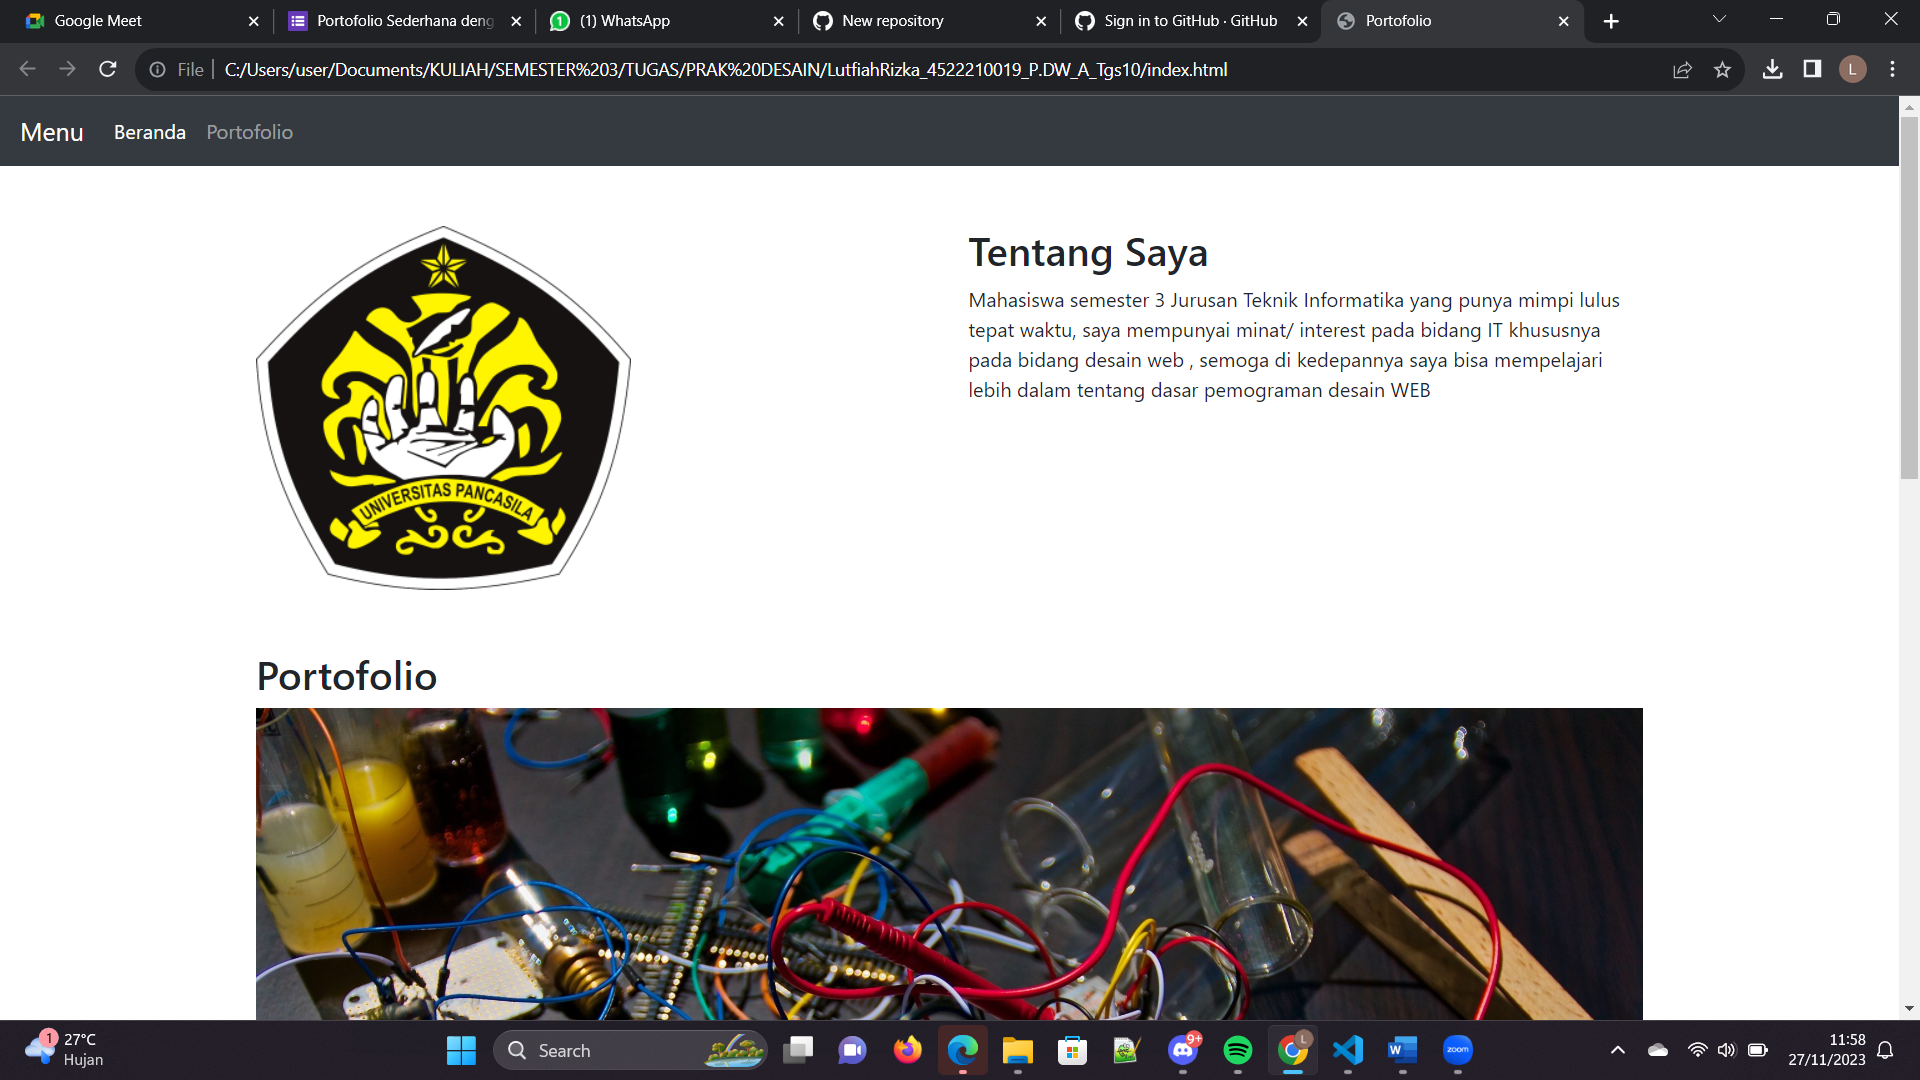 Google Meet
Portofolio Sederhana deng
(1) WhatsApp
New repository
Sign in to GitHub · GitHub
Portofolio
File
C:/Users/user/Documents/KULIAH/SEMESTER%203/TUGAS/PRAK%20DESAIN/LutfiahRizka_4522210019_P.DW_A_Tgs10/index.html
L
Menu
Beranda
Portofolio
UNIVERSITAS PANCASILA
Tentang Saya
Mahasiswa semester 3 Jurusan Teknik Informatika yang punya mimpi lulus
tepat waktu, saya mempunyai minat/ interest pada bidang IT khususnya
pada bidang desain web , semoga di kedepannya saya bisa mempelajari
lebih dalam tentang dasar pemograman desain WEB
Portofolio
1
27°C
Hujan
Search
9+
L
W
zoom
11:58
27/11/2023